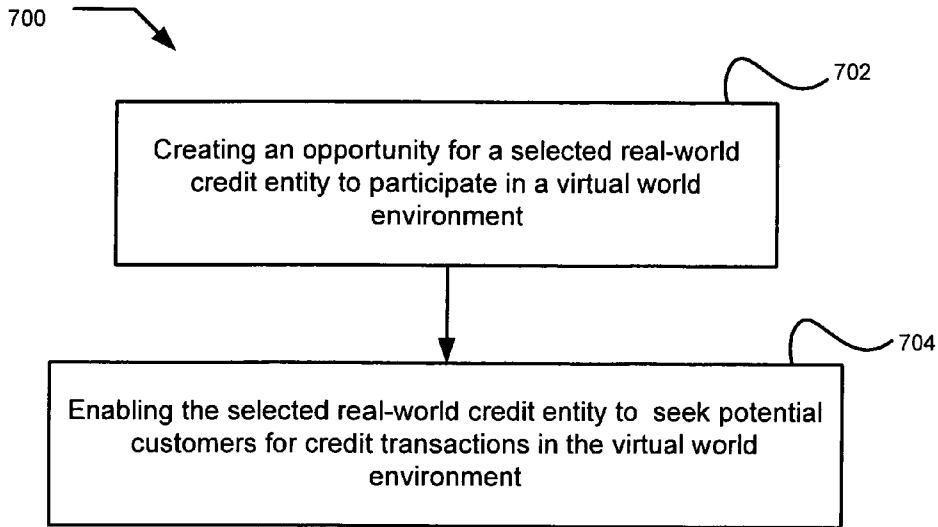 700
702
Creating an opportunity for a selected real-world
credit entity to participate in a virtual world
environment
704
Enabling the selected real-world credit entity to seek potential
customers for credit transactions in the virtual world
environment